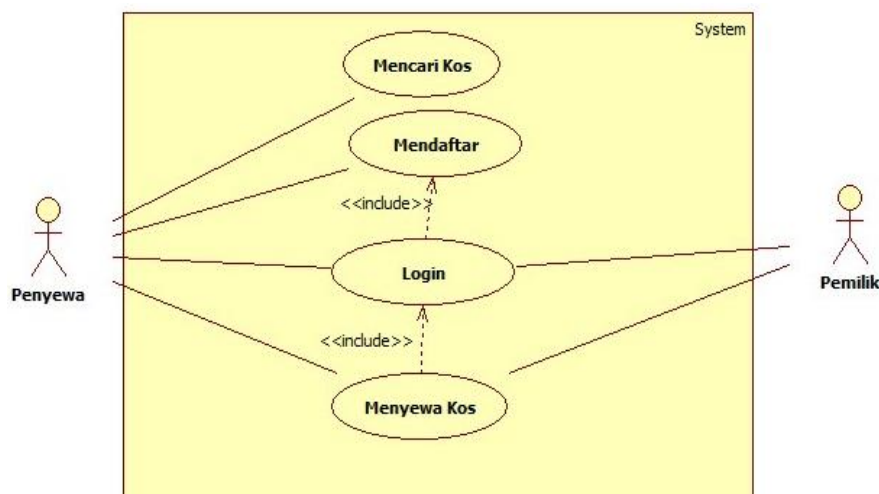 System
Mencari Kos
Mendaftar
<<include>>
Login
Penyewa
Pemilik
<<include>>
Menyewa Kos